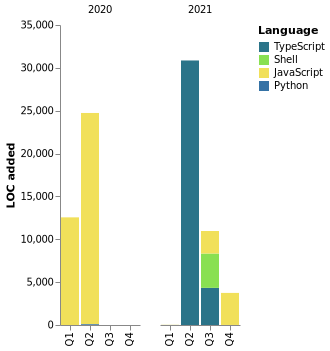 2020 2021
Language
TypeScript
Shell
JavaScript
Python
LOC added
35,000
30,000
25,000
20,000
15,000
10,000
5,000
0
Q1 Q2 Q3 Q4 Q1 Q2 Q3 Q4